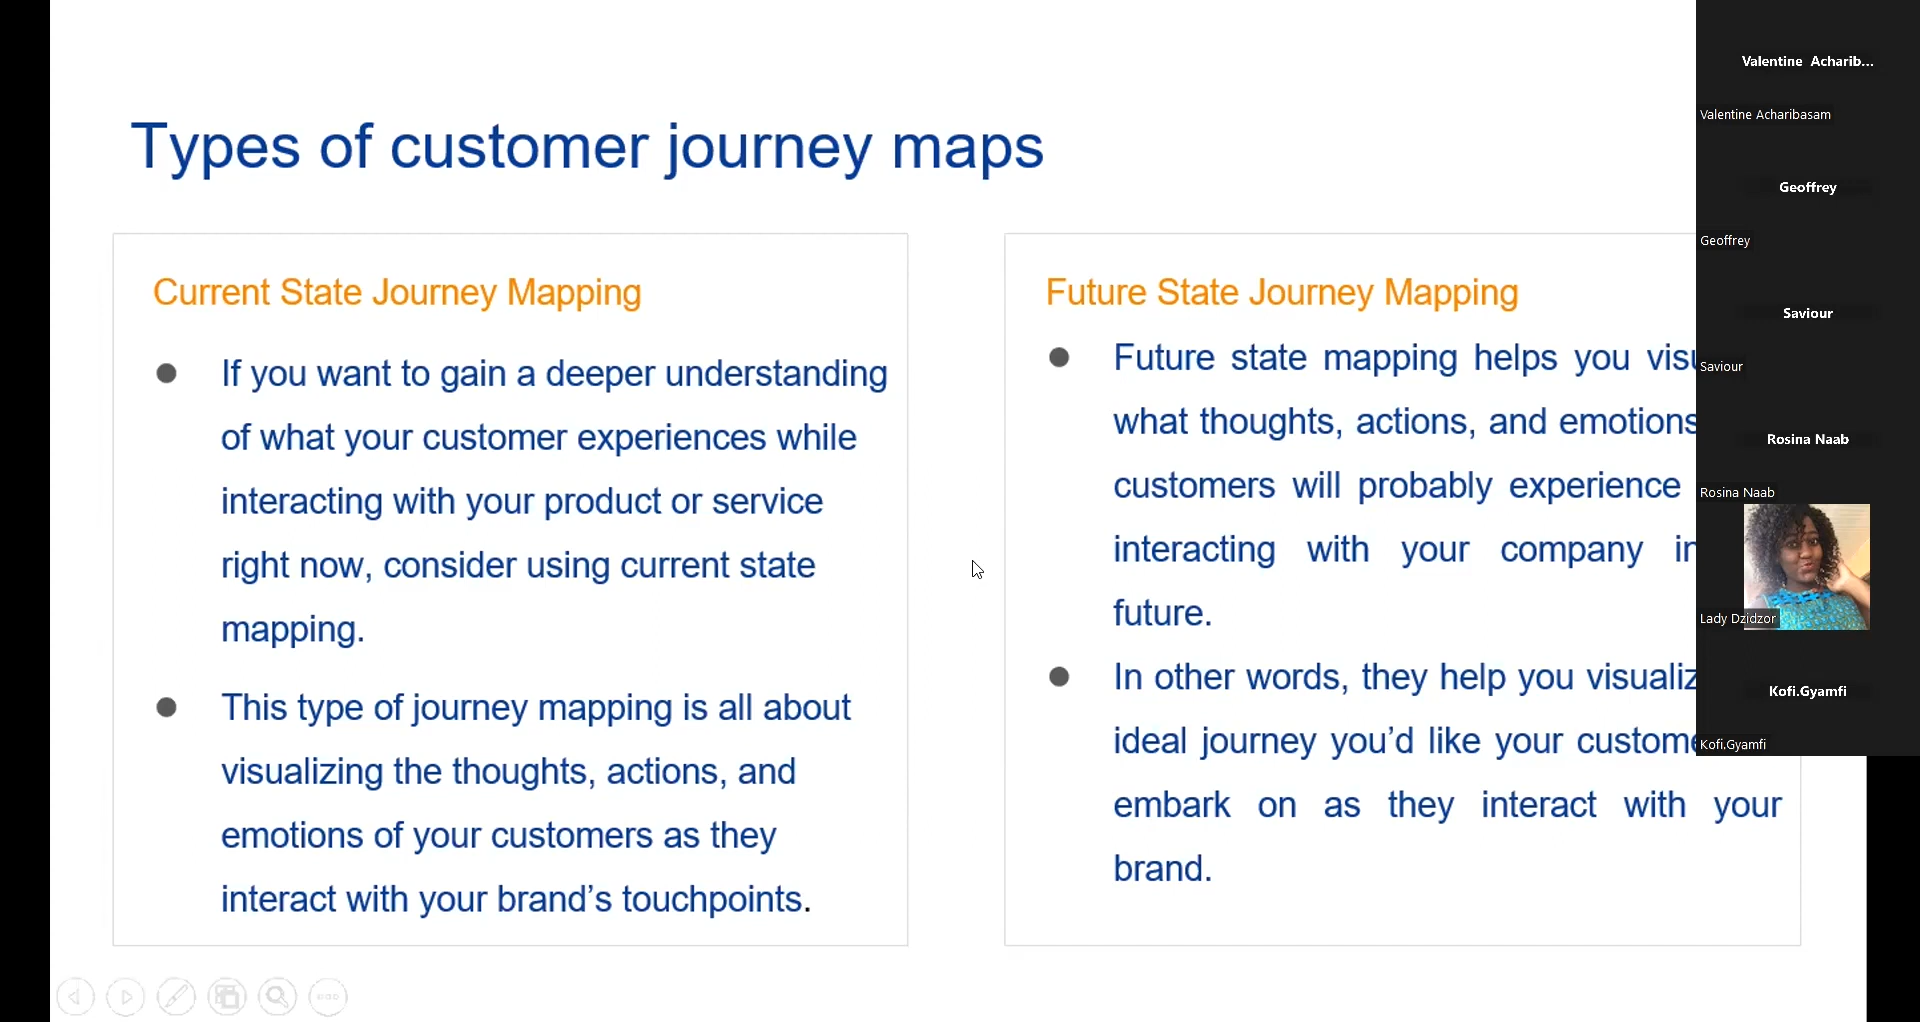 Types of customer journey maps
Current State Journey Mapping
If you want to gain a deeper understanding
of what your customer experiences while
interacting with your product or service
right now, consider using current state
mapping.
This type of journey mapping is all about
visualizing the thoughts, actions, and
emotions of your customers as they
interact with your brand’s touchpoints.
Future State Journey Mapping
Future state mapping helps you
what thoughts, actions, and emotions
customers will probably experience
interacting with your company
future.
In other words, they help you
ideal journey you’d like your
embark on as they interact with your
brand.
Valentine Acharib...
Valentine Acharibasam
Geoffrey
Geoffrey
Saviour
Saviour
Rosina Naab
Rosina Naab
Lady Dzidzor
Kofi.Gyamfi
Kofi.Gyamfi